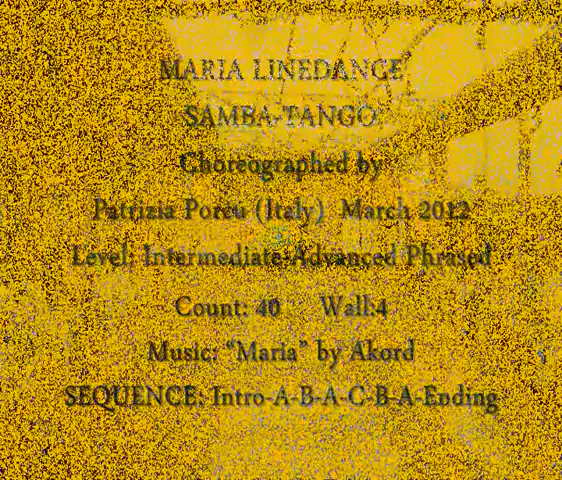 MARIA LINEDANCE
SAMBA-TANGO
Choreographed by
Patrizia Porcu (Italy) March 2012
Level: Intermediate-Advanced Phrased
Count: 40 Wall:4
Music: “Maria” by Akord
SEQUENCE: Intro-A-B-A-C-B-A-Ending